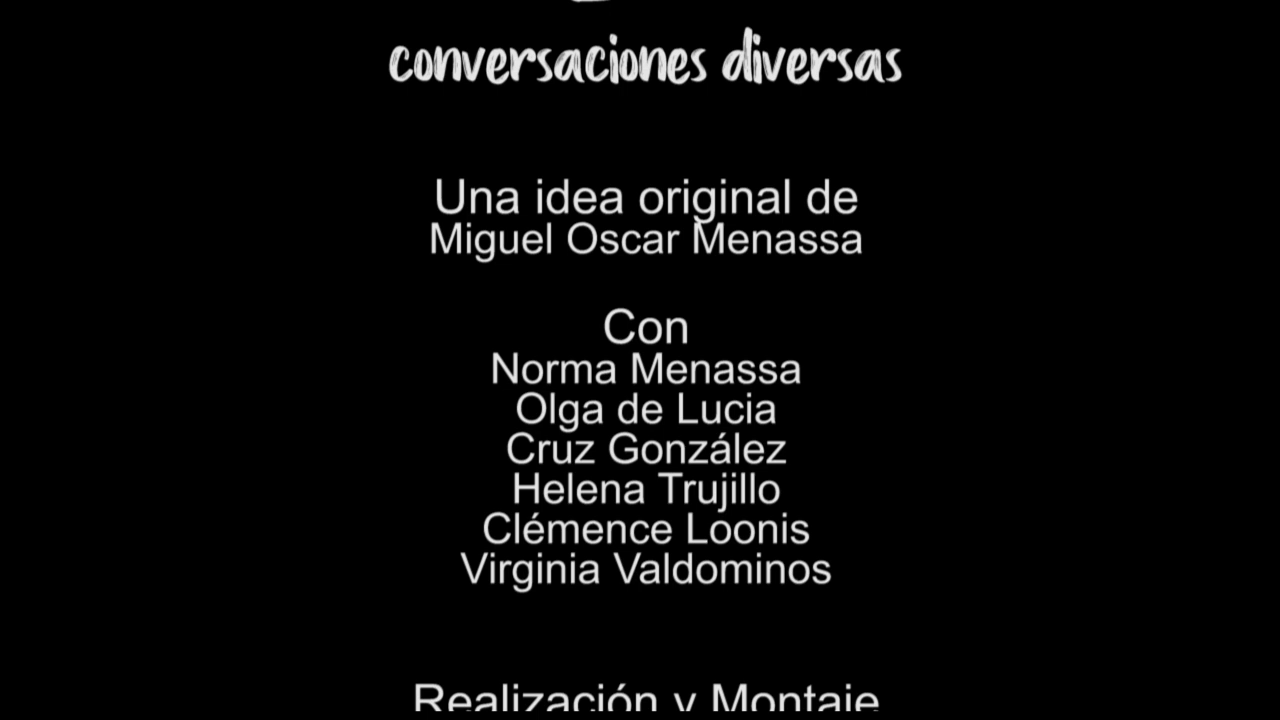 conversaciones diversas
Una idea original de
Miguel Oscar Menassa
Con
Norma Menassa
Olga de Lucia
Cruz González
Helena Trujillo
Clémence Loonis
Virginia Valdominos
Realización y Montaje